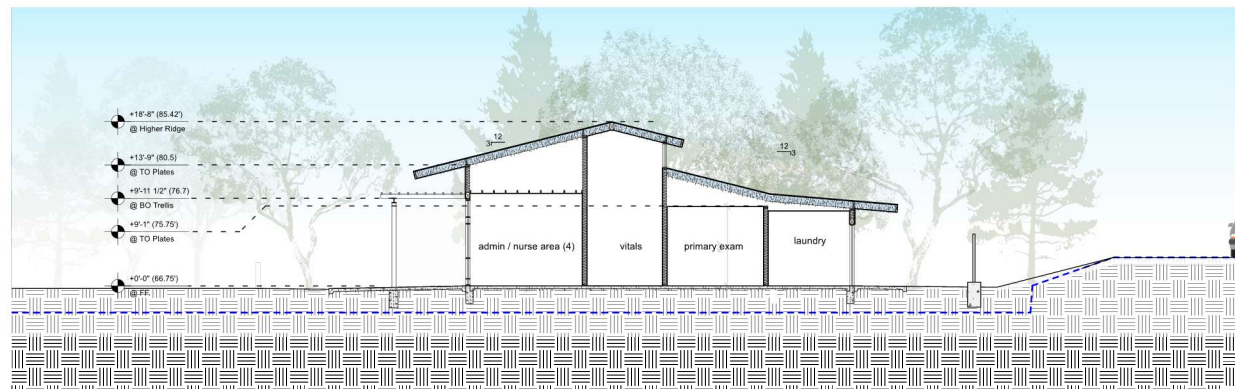 +18'-8" (85.42')
@ Higher Ridge
12
3
12
3
+13'-9" (80.5)
@ TO Plates
+9'-11 1/2" (76.7)
@ BO Trellis
+9'-1" (75.75')
@ TO Plates
admin / nurse area (4)
vitals
primary exam
laundry
+0'-0" (66.75')
@ FF.